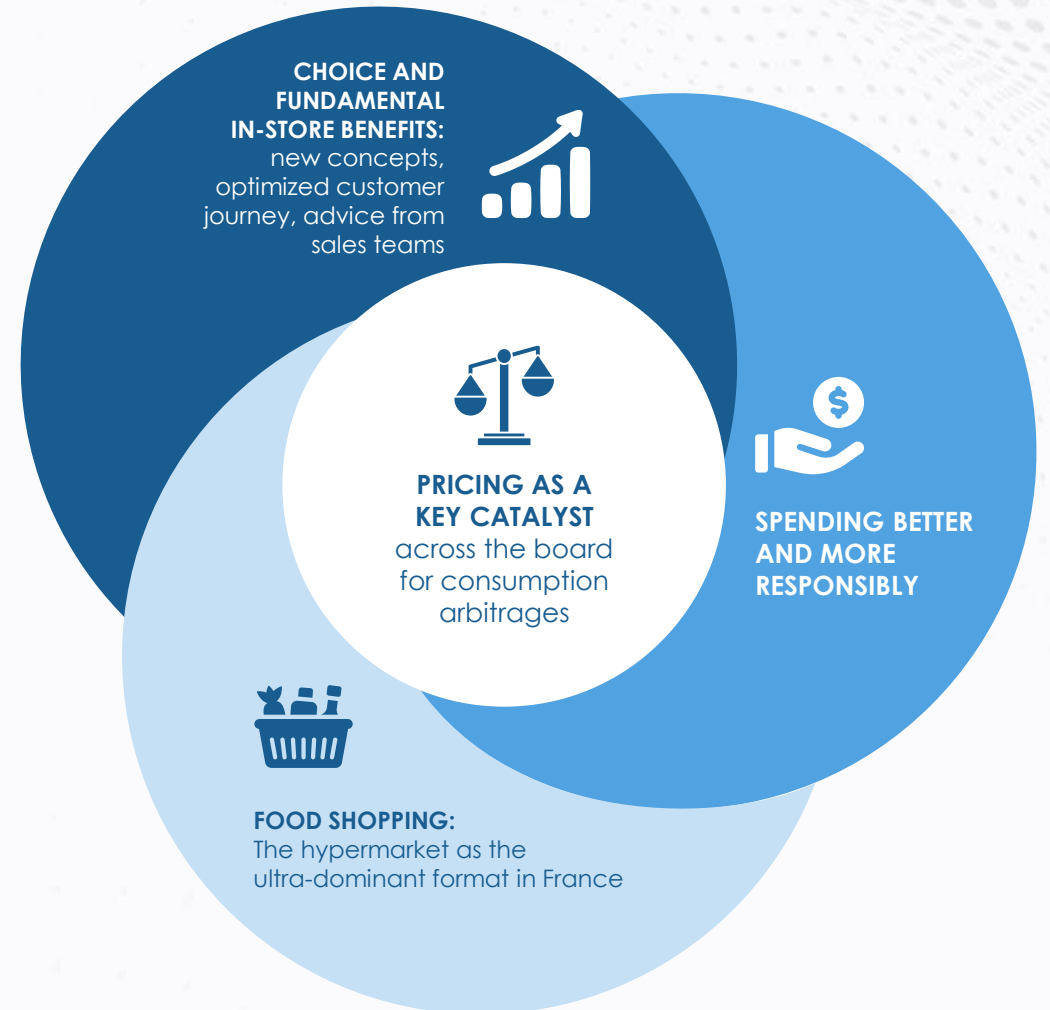 CHOICE AND
FUNDAMENTAL
IN-STORE BENEFITS:
new concepts,
optimized customer
journey, advice from
sales teams
PRICING AS A
KEY CATALYST
across the board
for consumption
arbitrages
$
SPENDING BETTER
AND MORE
RESPONSIBLY
FOOD SHOPPING:
The hypermarket as the
ultra-dominant format in France